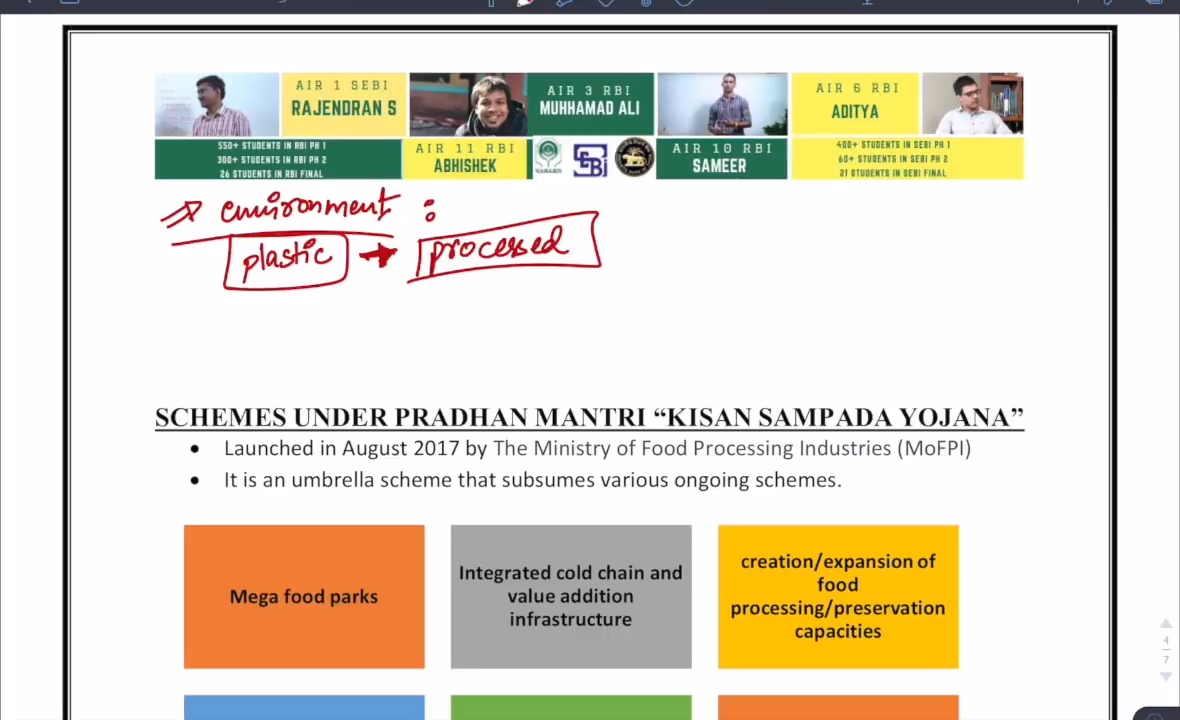 AIR 1 SEBI
RAJENDRAN S
AIR 3 RBI
MUHHAMAD ALI
AIR 6 RBI
ADITYA
550+ STUDENTS IN RBI PH 1
300+ STUDENTS IN RBI PH 2
26 STUDENTS IN RBI FINAL
AIR 11 RBI
ABHISHEK
AIR 10 RBI
SAMEER
400+ STUDENTS IN SEBI PH 1
60+ STUDENTS IN SEBI PH 2
21 STUDENTS IN SEBI FINAL
⇒ environment :
plastic → processed
SCHEMES UNDER PRADHAN MANTRI “KISAN SAMPADA YOJANA”
• Launched in August 2017 by The Ministry of Food Processing Industries (MoFPI)
• It is an umbrella scheme that subsumes various ongoing schemes.
Mega food parks
Integrated cold chain and
value addition
infrastructure
creation/expansion of
food
processing/preservation
capacities
4
7